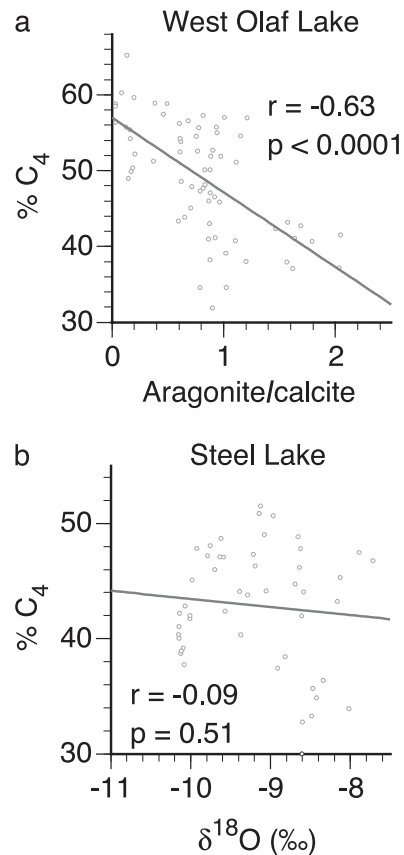 a West Olaf Lake
60
50
40
30
% C₄
r = -0.63
p < 0.0001
0 1 2
Aragonite/calcite
b Steel Lake
50
40
30
% C₄
r = -0.09
p = 0.51
-11 -10 -9 -8
δ¹⁸O (‰)